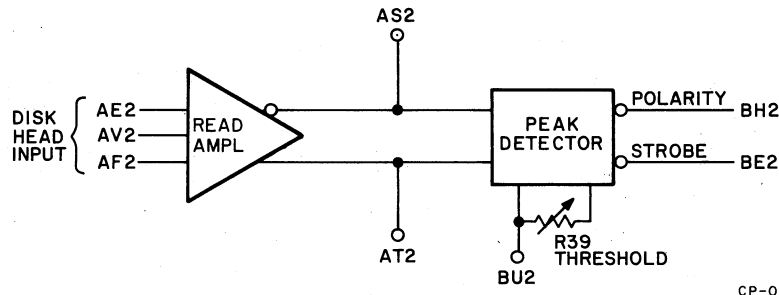 AS2
DISK
HEAD
INPUT
AE2
AV2
AF2
READ
AMPL
PEAK
DETECTOR
POLARITY
BH2
STROBE
BE2
AT2
R39
THRESHOLD
BU2
CP-0